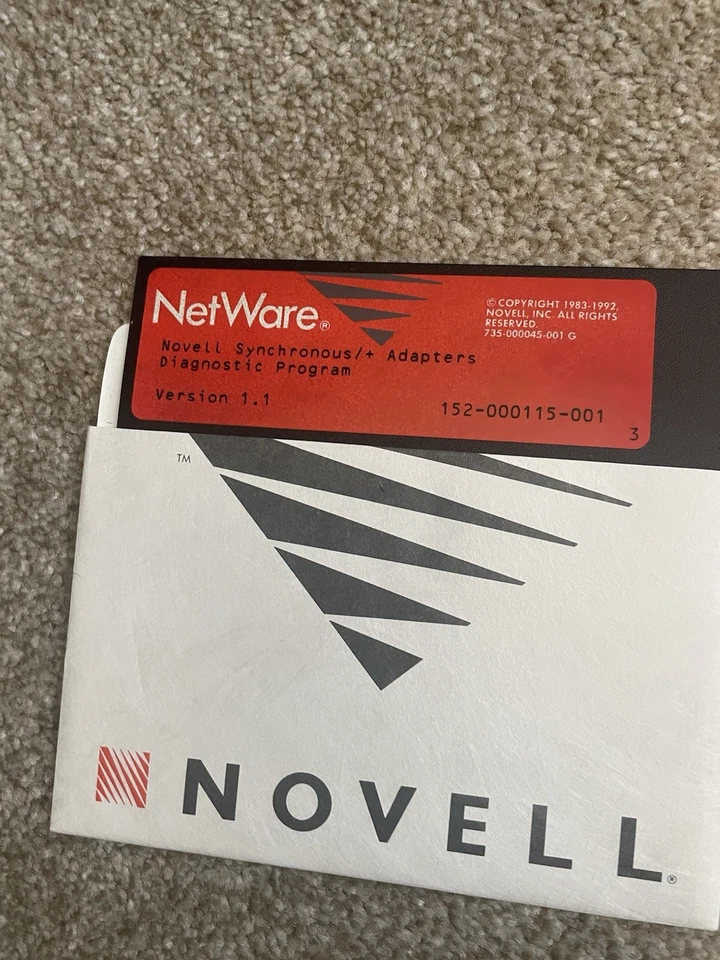 NetWare®
© COPYRIGHT 1983-1992,
NOVELL, INC. ALL RIGHTS
RESERVED.
735-000045-001 G
Novell Synchronous/+ Adapters
Diagnostic Program
Version 1.1
152-000115-001
3
TM
NOVELL®